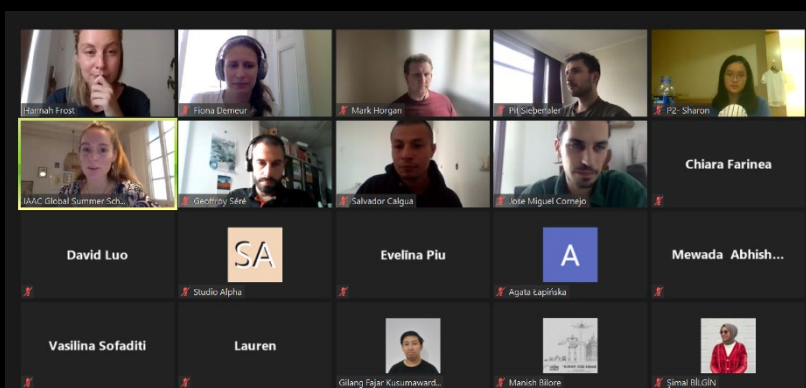 Hannah Frost
Fiona Demeur
Mark Horgan
Pit Siebenaler
P2- Sharon
IAAC Global Summer Sch...
Geoffroy Séré
Salvador Calgua
Jose Miguel Cornejo
Chiara Farinea
David Luo
SA
Studio Alpha
Evelīna Piu
A
Agata Łapińska
Mewada Abhish...
Vasilina Sofaditi
Lauren
Gilang Fajar Kusumaward...
Manish Bilore
Şimal BİLGİN